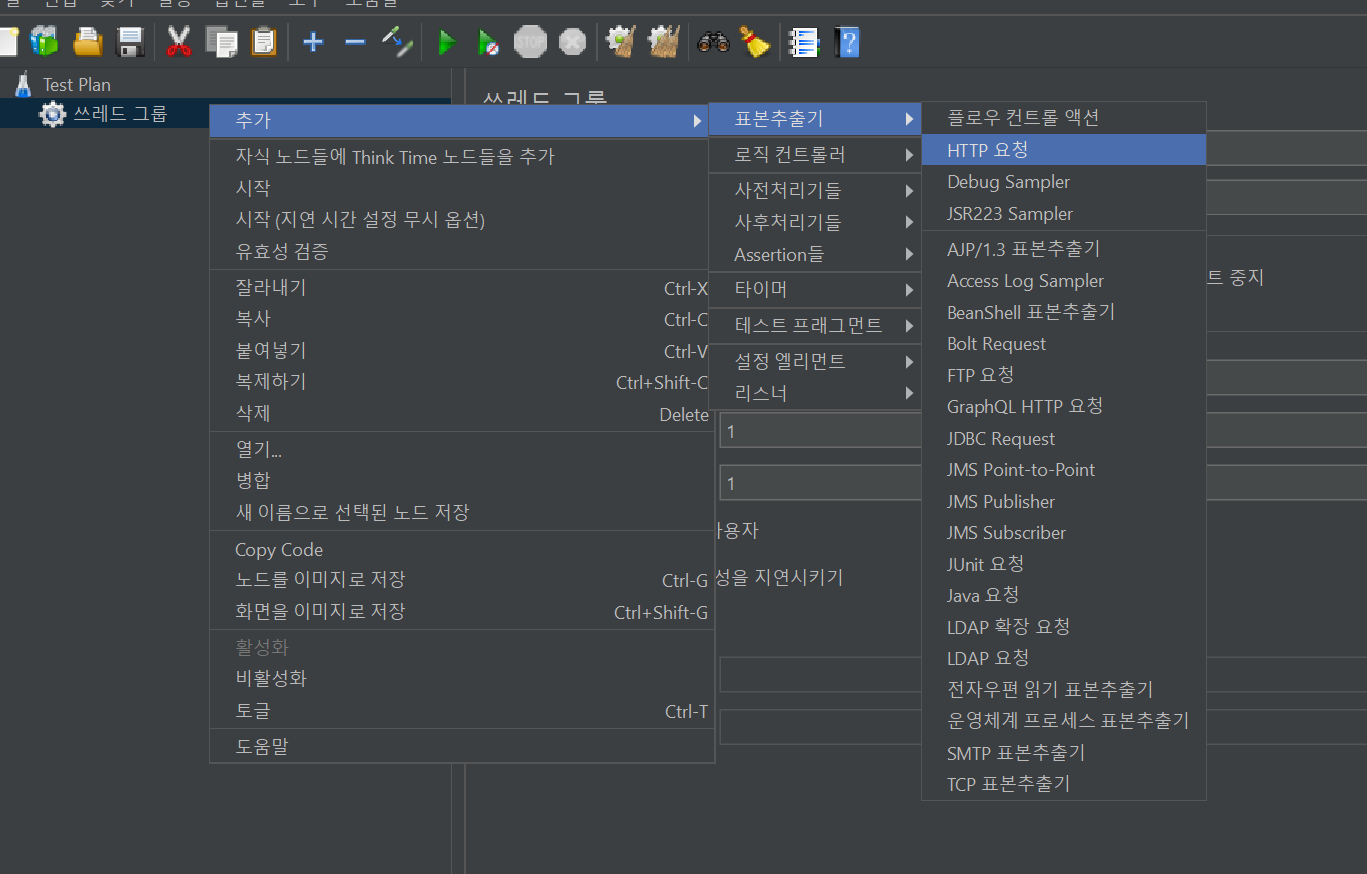 STOP
?
Test Plan
쓰레드 그룹
쓰레드 그룹
추가
자식 노드들에 Think Time 노드들을 추가
시작
시작 (지연 시간 설정 무시 옵션)
유효성 검증
잘라내기 Ctrl-X
복사 Ctrl-C
붙여넣기 Ctrl-V
복제하기 Ctrl+Shift-C
삭제 Delete
열기...
병합
새 이름으로 선택된 노드 저장
Copy Code
노드를 이미지로 저장 Ctrl-G
화면을 이미지로 저장 Ctrl+Shift-G
활성화
비활성화
토글 Ctrl-T
도움말
표본추출기
로직 컨트롤러
사전처리기들
사후처리기들
Assertion들
타이머
테스트 프래그먼트
설정 엘리먼트
리스너
1
1
용자
성을 지연시키기
플로우 컨트롤 액션
HTTP 요청
Debug Sampler
JSR223 Sampler
AJP/1.3 표본추출기
Access Log Sampler
BeanShell 표본추출기
Bolt Request
FTP 요청
GraphQL HTTP 요청
JDBC Request
JMS Point-to-Point
JMS Publisher
JMS Subscriber
JUnit 요청
Java 요청
LDAP 확장 요청
LDAP 요청
전자우편 읽기 표본추출기
운영체계 프로세스 표본추출기
SMTP 표본추출기
TCP 표본추출기
트 중지